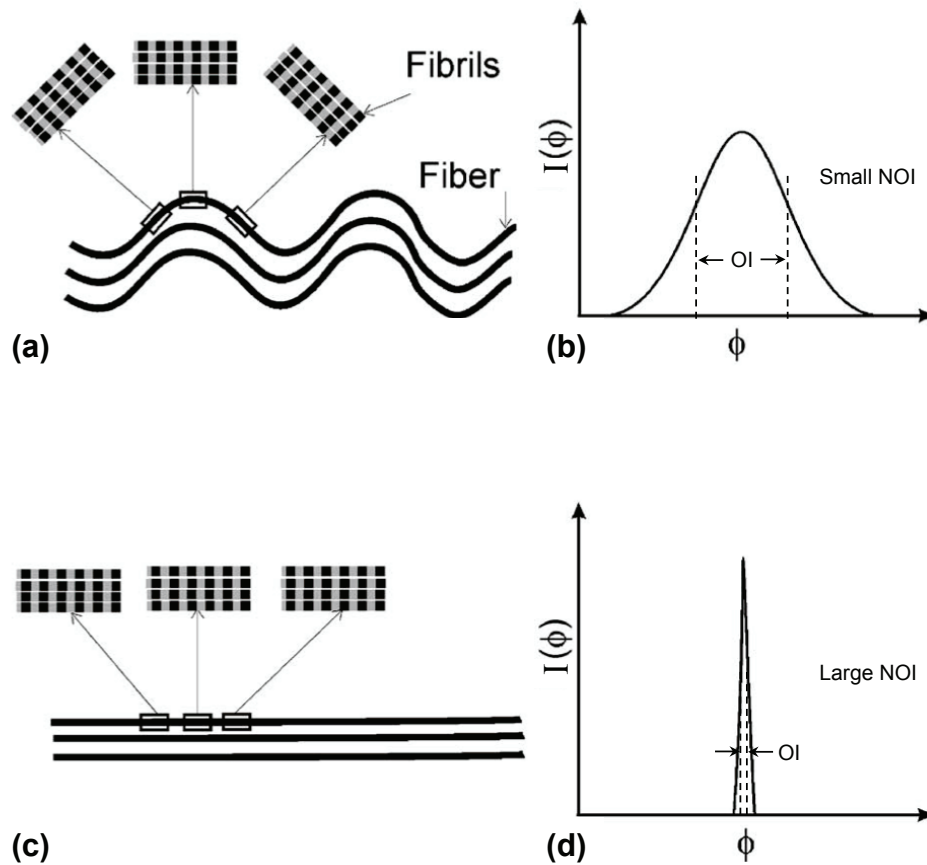 Fibrils
Fiber
(a)
I(ϕ)
Small NOI
OI
ϕ
(b)
(c)
I(ϕ)
Large NOI
OI
ϕ
(d)